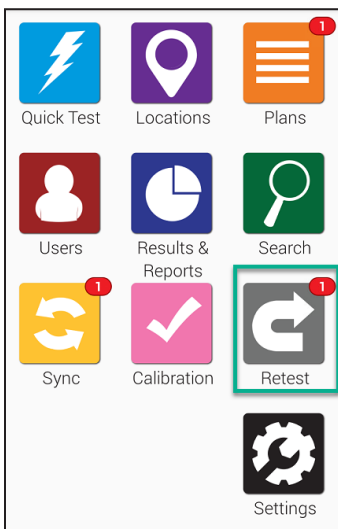 1
Quick Test
Locations
Plans
Users
Results &
Reports
Search
1
1
Sync
Calibration
Retest
Settings